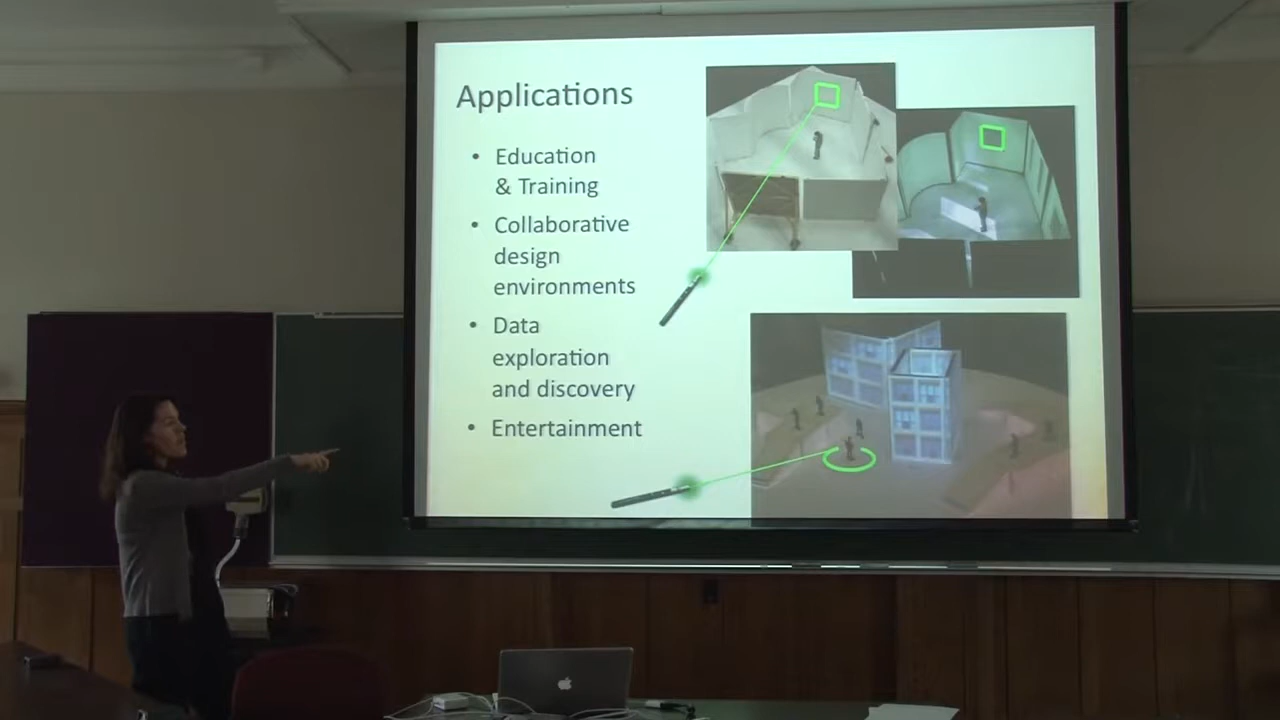 Applications
• Education
& Training
• Collaborative
design
environments
• Data
exploration
and discovery
• Entertainment